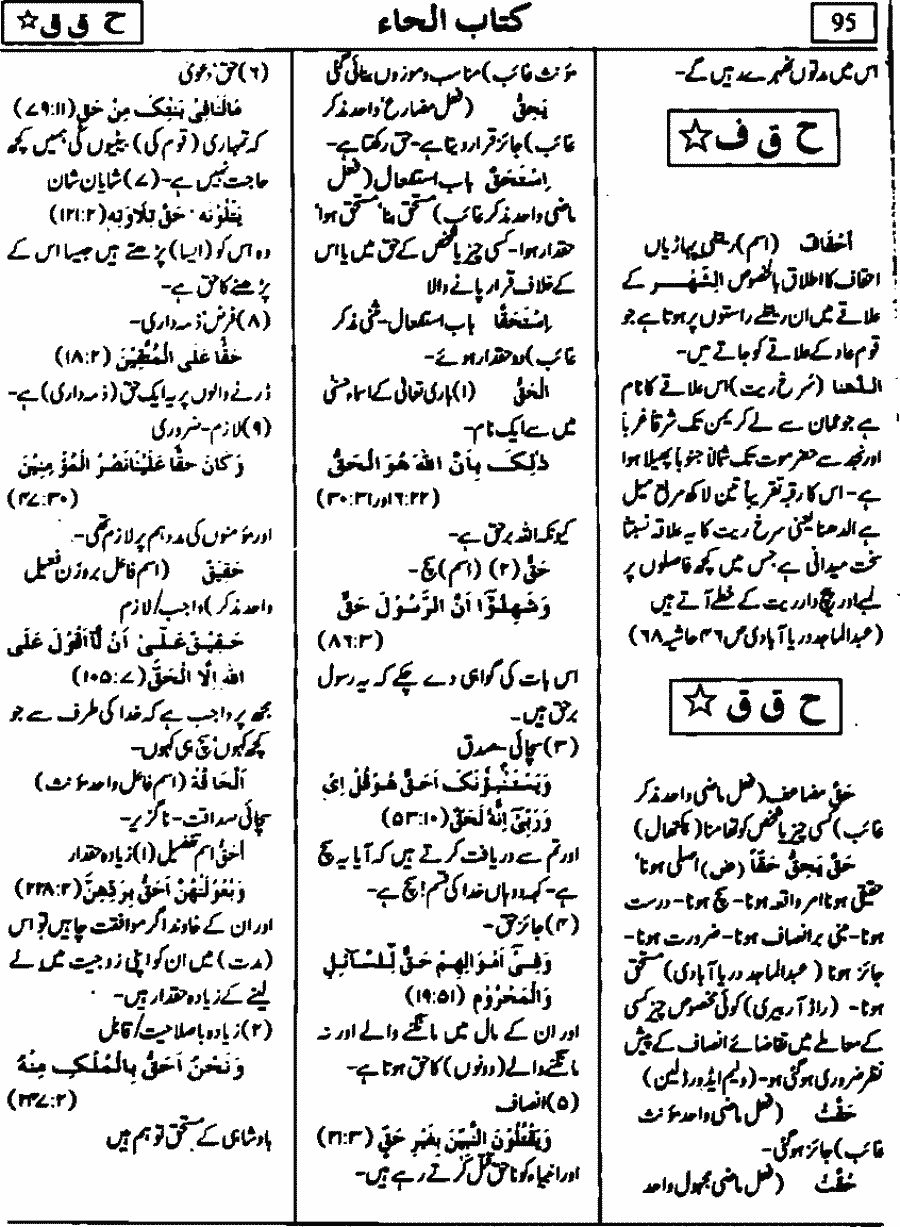 95
کتاب الحاء
ح ق ق ☆
اس میں مدتوں ٹھہرے رہیں گے۔
ح ق ف ☆
اَحْقَافَ (اسم) ریتلی پہاڑیاں
احقاف کا اطلاق بالخصوص الشَّهْر کے
علاقے میں ان ریتلے راستوں پر ہوتا ہے جو
قوم عاد کے علاقے کو جاتے ہیں۔
الدهنا (سُرخ ریت) اس علاقے کا نام
ہے جو عمان سے لے کر یمن تک شرقاً غرباً
اور نجد سے حضر موت تک شمالاً جنوباً پھیلا ہوا
ہے۔ اس کا رقبہ تقریباً تین لاکھ مربع میل
ہے الدھنا یعنی سرخ ریت کا یہ علاقہ نسبتاً
سخت میدانی ہے جس میں کچھ فاصلوں پر
لمبے اور پیچ دار ریت کے خطے آتے ہیں
(عبدالماجد دریا آبادی ص ۴۶ حاشیہ ۶۸)
ح ق ق ☆
حَقَّ مضاعف (فعل ماضی واحد مذکر
غائب) کسی چیز یا شخص کو تھامنا (کتھال)
حَقَّ يَحِقُّ حَقًّا (ض) اصلی ہونا'
حقیقی ہونا امر واقعہ ہونا۔ سچ ہونا۔ درست
ہونا۔ مبنی بر انصاف ہونا۔ ضرورت ہونا۔
جائز ہونا (عبدالماجد دریا آبادی) مستحق
ہونا۔ (راڈ آربیری) کوئی مخصوص چیز کسی
کے معاملے میں تقاضائے انصاف کے پیش
نظر ضروری ہوگئی ہو۔ (ولیم ایڈورڈ لین)
حَقَّتْ (فعل ماضی واحد مؤنث
غائب) جائز ہوگئی۔
حُقَّتْ (فعل ماضی مجہول واحد
مؤنث غائب) مناسب و موزوں بنائی گئی
يَحِقُّ (فعل مضارع' واحد مذکر
غائب) جائز قرار دیتا ہے۔ حق رکھتا ہے۔
اِسْتَحَقَّ باب استفعال (فعل
ماضی واحد مذکر غائب) مستحق بنا' مستحق ہوا'
حقدار ہوا۔ کسی چیز یا شخص کے حق میں یا اس
کے خلاف قرار پانے والا
اِسْتَحَقَّا باب استفعال۔ تثنی مذکر
غائب) وہ حقدار ہوئے۔
الْحَقُّ (۱) باری تعالی کے اسماء حسنی
میں سے ایک نام۔
ذٰلِکَ بِاَنَّ اللهَ هُوَ الْحَقُّ
(۶:۲۲ اور ۳۰:۳۱)
کیونکہ اللہ برحق ہے۔
حَقٌّ (۲) (اسم) سچ۔
وَشَهِدُوْٓا اَنَّ الرَّسُوْلَ حَقٌّ
(۸۶:۳)
اس بات کی گواہی دے چکے کہ یہ رسول
برحق ہیں۔
(۳) سچائی۔ صدق
وَيَسْتَنْۢبِئُوْنَکَ اَحَقٌّ هُوَ قُلْ اِیْ
وَرَبِّیْٓ اِنَّهٗ لَحَقٌّ (۵۳:۱۰)
اور تم سے دریافت کرتے ہیں کہ آیا یہ سچ
ہے۔ کہہ دو ہاں خدا کی قسم! سچ ہے۔
(۴) جائز حق۔
وَفِیْٓ اَمْوَالِهِمْ حَقٌّ لِّلسَّآئِلِ
وَالْمَحْرُوْمِ (۱۹:۵۱)
اور ان کے مال میں مانگنے والے اور نہ
مانگنے والے (دونوں) کا حق ہوتا ہے۔
(۵) انصاف
وَيَقْتُلُوْنَ النَّبِيّٖنَ بِغَيْرِ حَقٍّ (۲۱:۳)
اور انبیاء کو ناحق قتل کرتے رہے ہیں۔
(۶) حق' دعویٰ
مَالَنَافِیْ بَنٰتِکَ مِنْ حَقٍّ (۷۹:۱۱)
کہ تمہاری (قوم کی) بیٹیوں کی ہمیں کچھ
حاجت نہیں ہے۔ (۷) شایان شان
يَتْلُوْنَهٗ حَقَّ تِلَاوَتِهٖ (۱۲۱:۲)
وہ اس کو (ایسا) پڑھتے ہیں جیسا اس کے
پڑھنے کا حق ہے۔
(۸) فرض' ذمہ داری۔
حَقًّا عَلَی الْمُتَّقِيْنَ (۱۸:۲)
ڈرنے والوں پر یہ ایک حق (ذمہ داری) ہے۔
(۹) لازم۔ ضروری
وَکَانَ حَقًّا عَلَيْنَانَصْرُ الْمُؤْمِنِيْنَ
(۴۷:۳۰)
اور مؤمنوں کی مدد ہم پر لازم تھی۔
حَقِيْقٌ (اسم فاعل بروزن فعیل
واحد مذکر) واجب/لازم
حَقِيْقٌ عَلٰٓی اَنْ لَّآ اَقُوْلَ عَلَی
اللهِ اِلَّا الْحَقَّ (۱۰۵:۷)
مجھ پر واجب ہے کہ خدا کی طرف سے جو
کچھ کہوں' سچ ہی کہوں۔
اَلْحَاقَّةُ (اسم فاعل واحد مؤنث)
سچائی صداقت۔ ناگزیر۔
اَحَقُّ اسم تفضیل (۱) زیادہ حقدار
وَبُعُوْلَتُهُنَّ اَحَقُّ بِرَدِّهِنَّ (۲۲۸:۲)
اور ان کے خاوند اگر موافقت چاہیں تو اس
(مدت) میں ان کو اپنی زوجیت میں لے
لینے کے زیادہ حقدار ہیں۔
(۲) زیادہ باصلاحیت/قابل
وَنَحْنُ اَحَقُّ بِالْمُلْکِ مِنْهُ
(۲۴۷:۲)
بادشاہی کے مستحق تو ہم ہیں